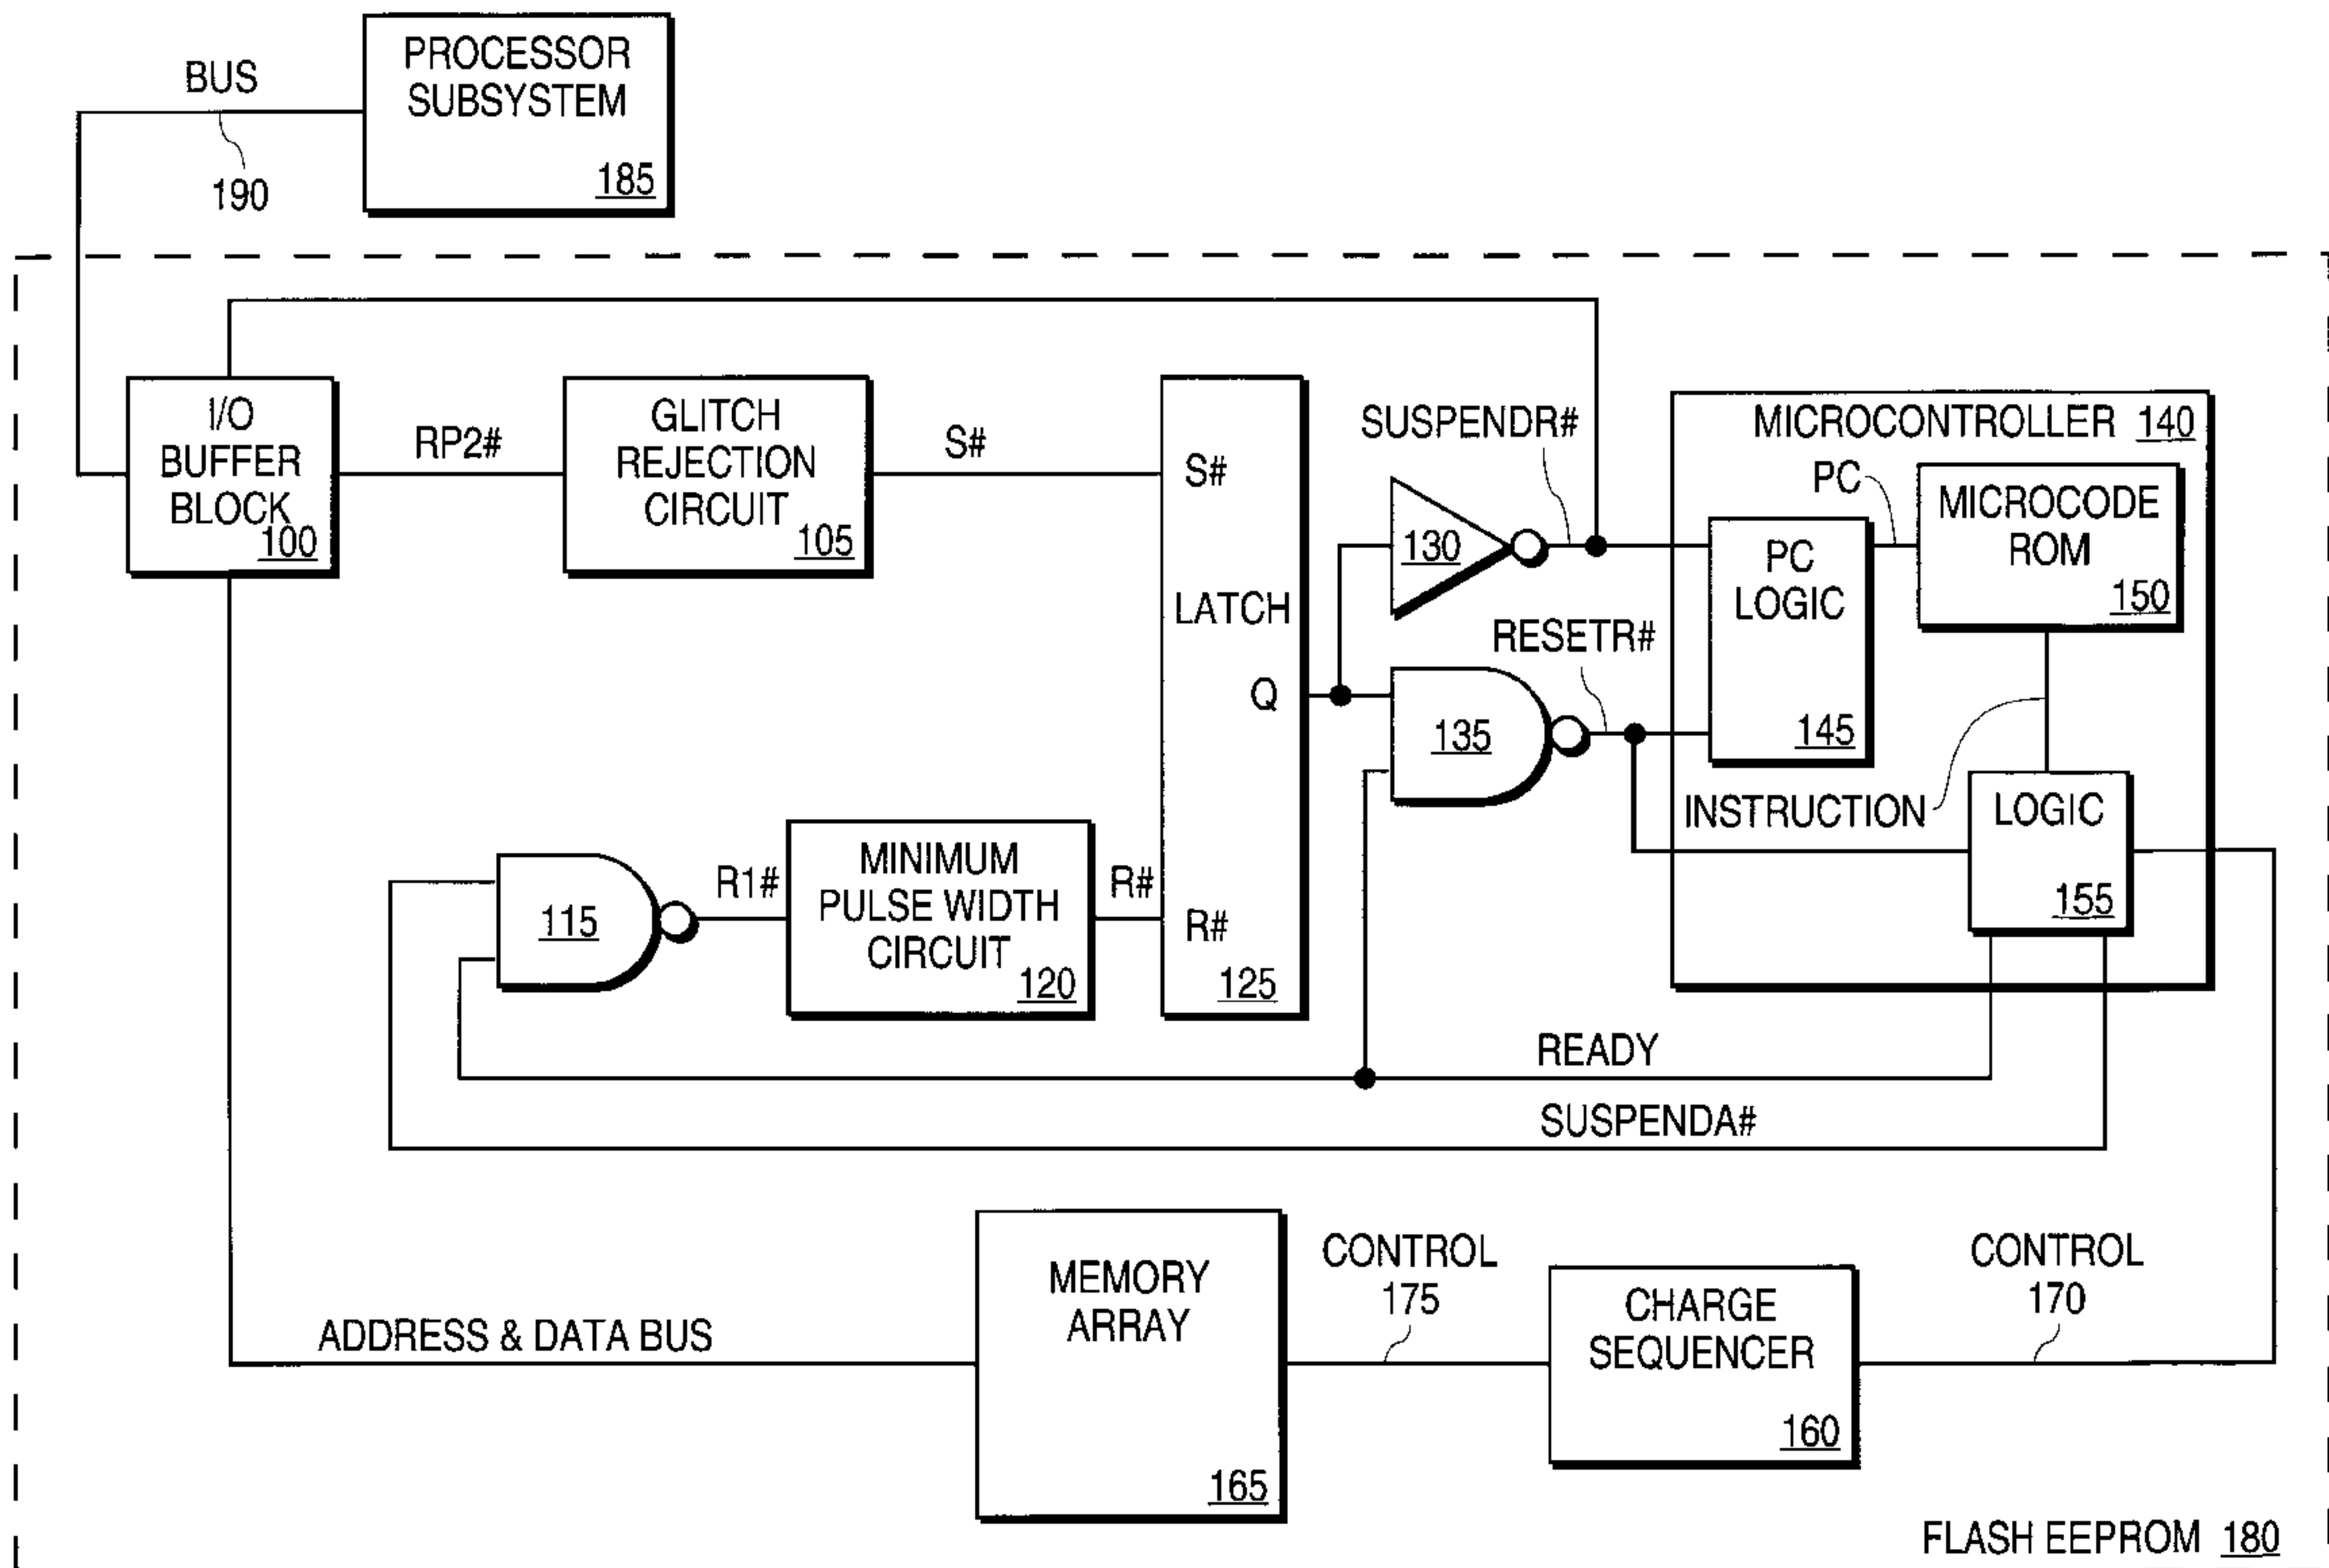 PROCESSOR
SUBSYSTEM
185
BUS
190
I/O
BUFFER
BLOCK
100
RP2#
GLITCH
REJECTION
CIRCUIT
105
S#
S#
LATCH
Q
R#
125
SUSPENDR#
130
RESETR#
135
MICROCONTROLLER 140
PC
MICROCODE
ROM
150
PC
LOGIC
145
INSTRUCTION
LOGIC
155
115
R1#
MINIMUM
PULSE WIDTH
CIRCUIT
120
R#
READY
SUSPENDA#
ADDRESS & DATA BUS
MEMORY
ARRAY
165
CONTROL
175
CHARGE
SEQUENCER
160
CONTROL
170
FLASH EEPROM 180